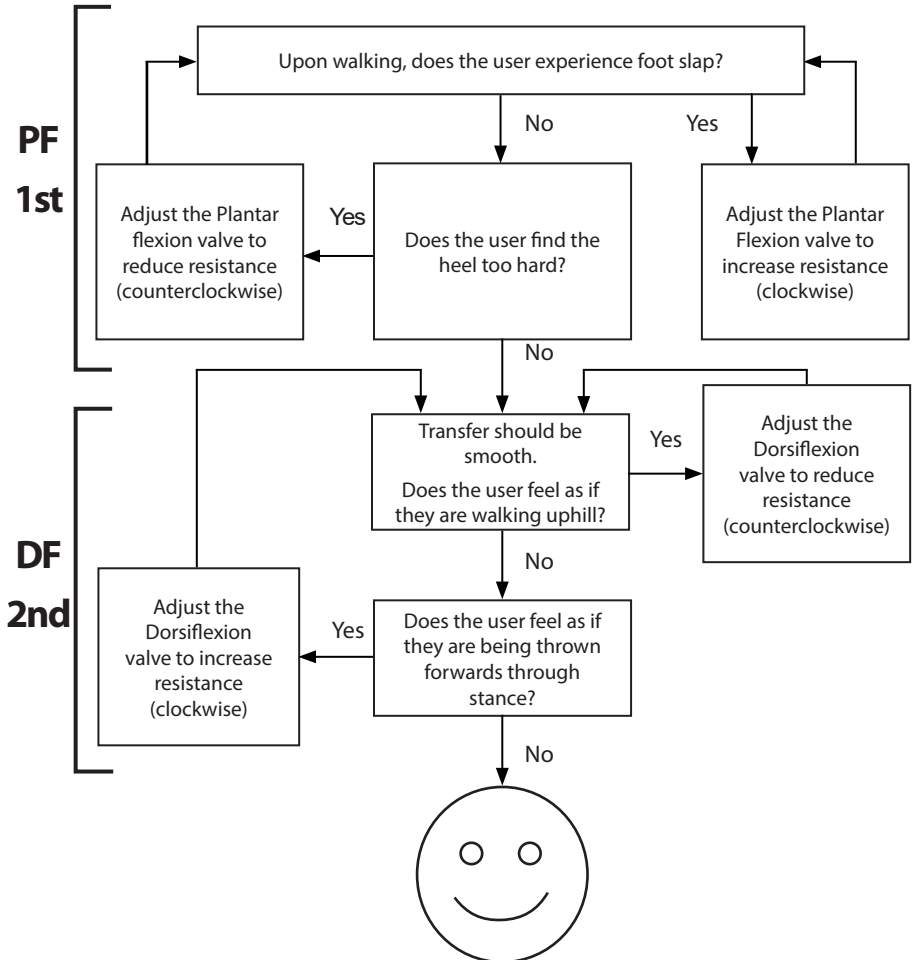 PF
1st
Upon walking, does the user experience foot slap?
No
Yes
Adjust the Plantar
flexion valve to
reduce resistance
(counterclockwise)
Yes
Does the user find the
heel too hard?
Adjust the Plantar
Flexion valve to
increase resistance
(clockwise)
No
DF
2nd
Transfer should be
smooth.
Does the user feel as if
they are walking uphill?
Yes
Adjust the
Dorsiflexion
valve to reduce
resistance
(counterclockwise)
No
Adjust the
Dorsiflexion
valve to increase
resistance
(clockwise)
Yes
Does the user feel as if
they are being thrown
forwards through
stance?
No